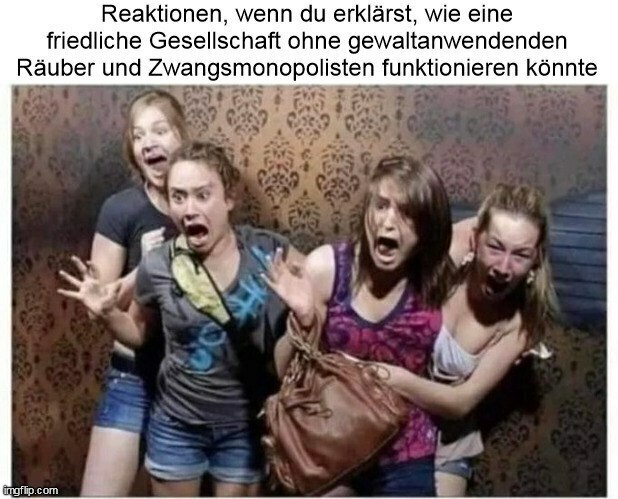 Reaktionen, wenn du erklärst, wie eine
friedliche Gesellschaft ohne gewaltanwendenden
Räuber und Zwangsmonopolisten funktionieren könnte
imgflip.com